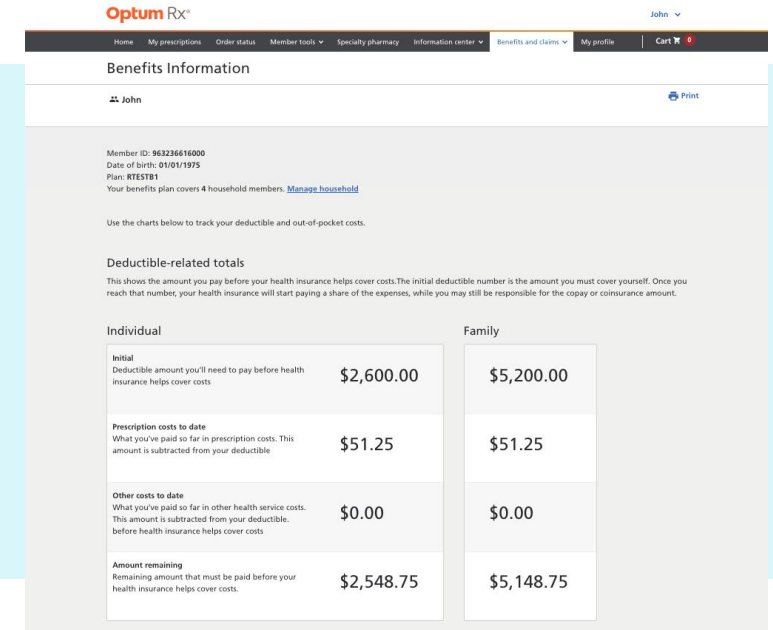 Optum Rx®
John
Home My prescriptions Order status Member tools Specialty pharmacy Information center Benefits and claims My profile Cart 0
Benefits Information
John
Print
Member ID: 963236616000
Date of birth: 01/01/1975
Plan: RTESTB1
Your benefits plan covers 4 household members. Manage household
Use the charts below to track your deductible and out-of-pocket costs.
Deductible-related totals
This shows the amount you pay before your health insurance helps cover costs.The initial deductible number is the amount you must cover yourself. Once you
reach that number, your health insurance will start paying a share of the expenses, while you may still be responsible for the copay or coinsurance amount.
Individual
Family
Initial
Deductible amount you'll need to pay before health
insurance helps cover costs
$2,600.00
$5,200.00
Prescription costs to date
What you've paid so far in prescription costs. This
amount is subtracted from your deductible
$51.25
$51.25
Other costs to date
What you've paid so far in other health service costs.
This amount is subtracted from your deductible.
before health insurance helps cover costs
$0.00
$0.00
Amount remaining
Remaining amount that must be paid before your
health insurance helps cover costs.
$2,548.75
$5,148.75